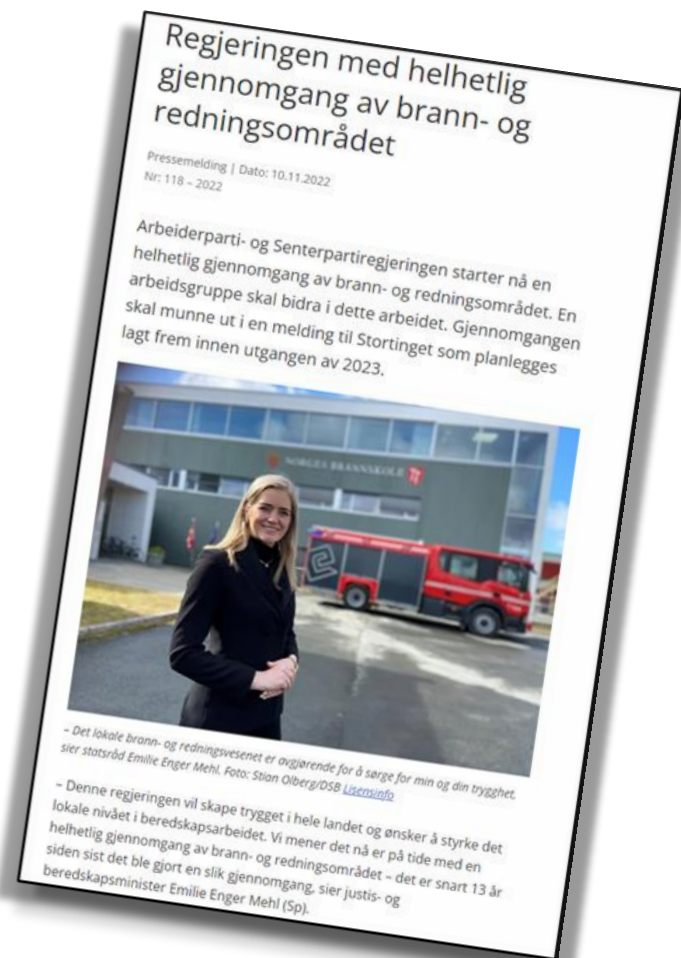 Regjeringen med helhetlig
gjennomgang av brann- og
redningsområdet
Pressemelding | Dato: 10.11.2022
Nr: 118 – 2022
Arbeiderparti- og Senterpartiregjeringen starter nå en
helhetlig gjennomgang av brann- og redningsområdet. En
arbeidsgruppe skal bidra i dette arbeidet. Gjennomgangen
skal munne ut i en melding til Stortinget som planlegges
lagt frem innen utgangen av 2023.
NORGES BRANNSKOLE
– Det lokale brann- og redningsvesenet er avgjørende for å sørge for min og din trygghet,
sier statsråd Emilie Enger Mehl. Foto: Stian Olberg/DSB Lisensinfo
– Denne regjeringen vil skape trygget i hele landet og ønsker å styrke det
lokale nivået i beredskapsarbeidet. Vi mener det nå er på tide med en
helhetlig gjennomgang av brann- og redningsområdet – det er snart 13 år
siden sist det ble gjort en slik gjennomgang, sier justis- og
beredskapsminister Emilie Enger Mehl (Sp).